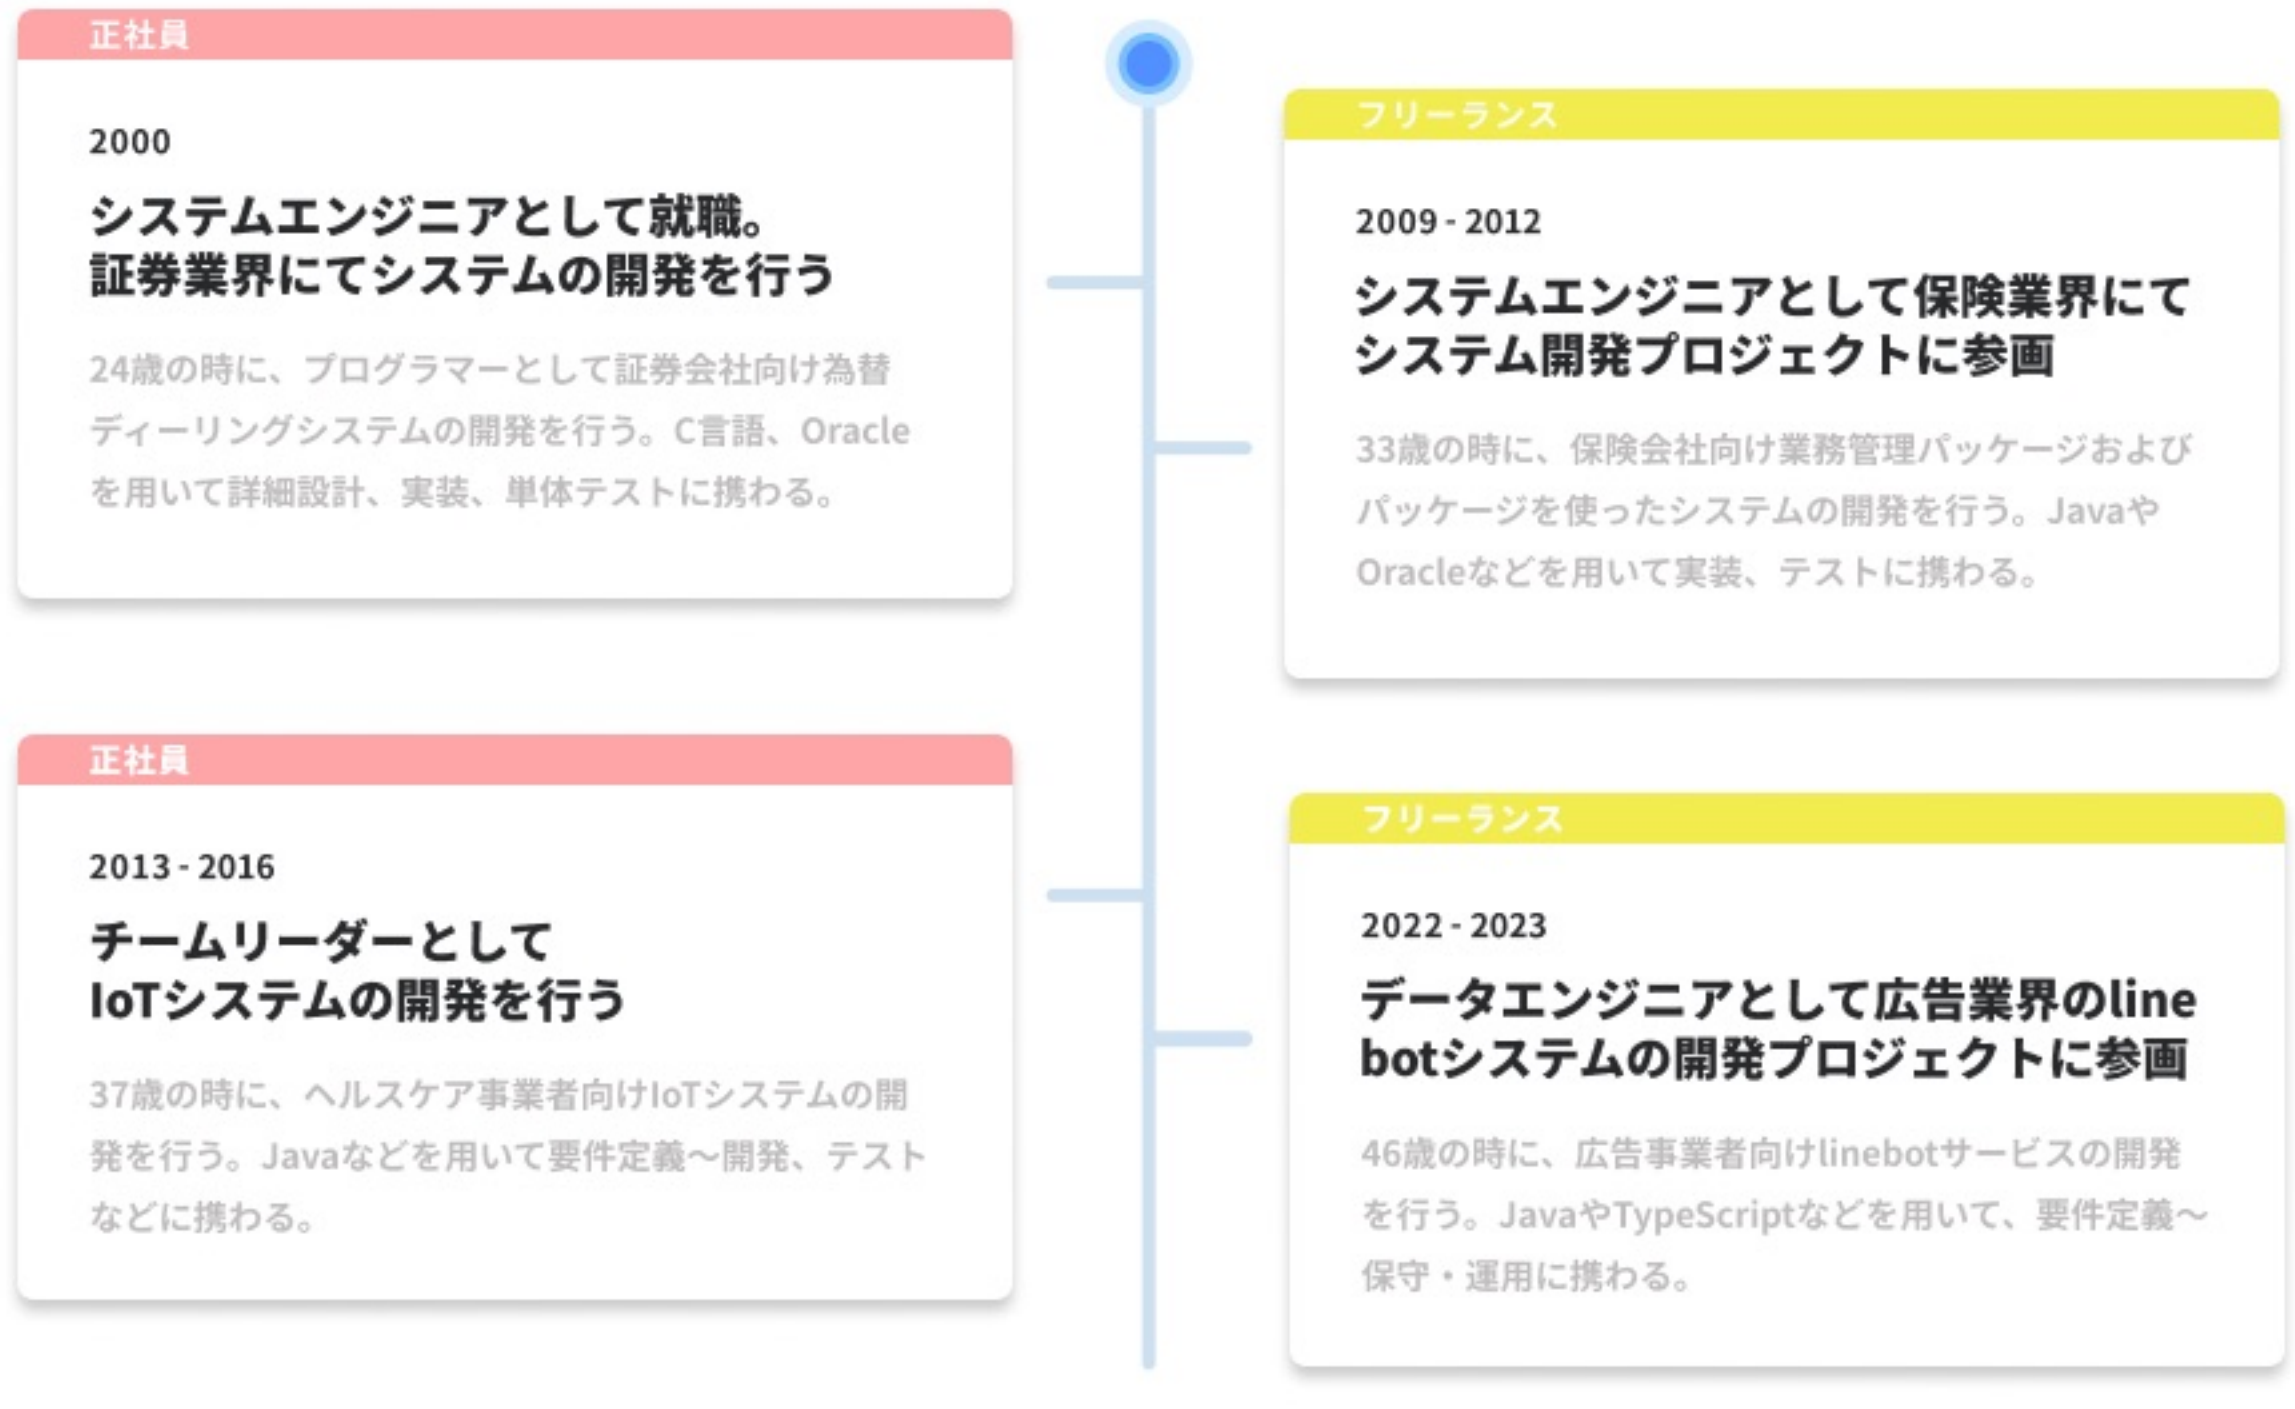 正社員
2000
システムエンジニアとして就職。
証券業界にてシステムの開発を行う
24歳の時に、プログラマーとして証券会社向け為替
ディーリングシステムの開発を行う。C言語、Oracle
を用いて詳細設計、実装、単体テストに携わる。
フリーランス
2009 - 2012
システムエンジニアとして保険業界にて
システム開発プロジェクトに参画
33歳の時に、保険会社向け業務管理パッケージおよび
パッケージを使ったシステムの開発を行う。Javaや
Oracleなどを用いて実装、テストに携わる。
正社員
2013 - 2016
チームリーダーとして
IoTシステムの開発を行う
37歳の時に、ヘルスケア事業者向けIoTシステムの開
発を行う。Javaなどを用いて要件定義〜開発、テスト
などに携わる。
フリーランス
2022 - 2023
データエンジニアとして広告業界のline
botシステムの開発プロジェクトに参画
46歳の時に、広告事業者向けlinebotサービスの開発
を行う。JavaやTypeScriptなどを用いて、要件定義〜
保守・運用に携わる。